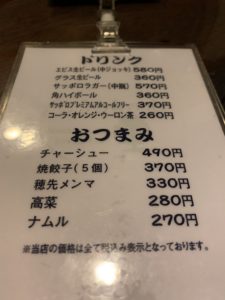 ドリンク
エビス生ビール(中ジョッキ) 580円
グラス生ビール 360円
サッポロラガー(中瓶) 570円
角ハイボール 360円
サッポロプレミアムアルコールフリー 370円
コーラ・オレンジ・ウーロン茶 260円
おつまみ
チャーシュー 490円
焼餃子(5個) 370円
穂先メンマ 330円
高菜 280円
ナムル 270円
※当店の価格は全て税込み表示となっております。